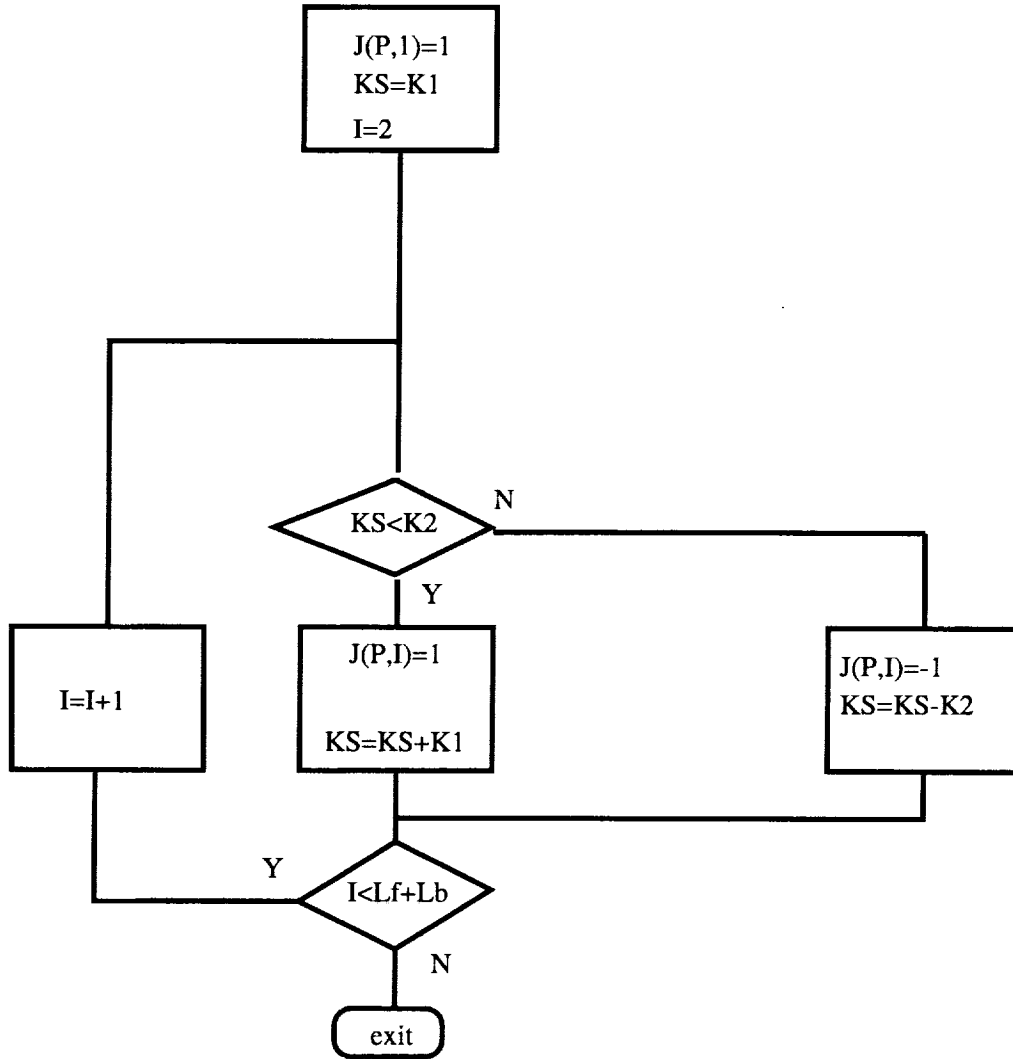 J(P,1)=1
KS=K1
I=2
KS<K2
N
Y
I=I+1
J(P,I)=1
KS=KS+K1
J(P,I)=-1
KS=KS-K2
Y
I<Lf+Lb
N
exit